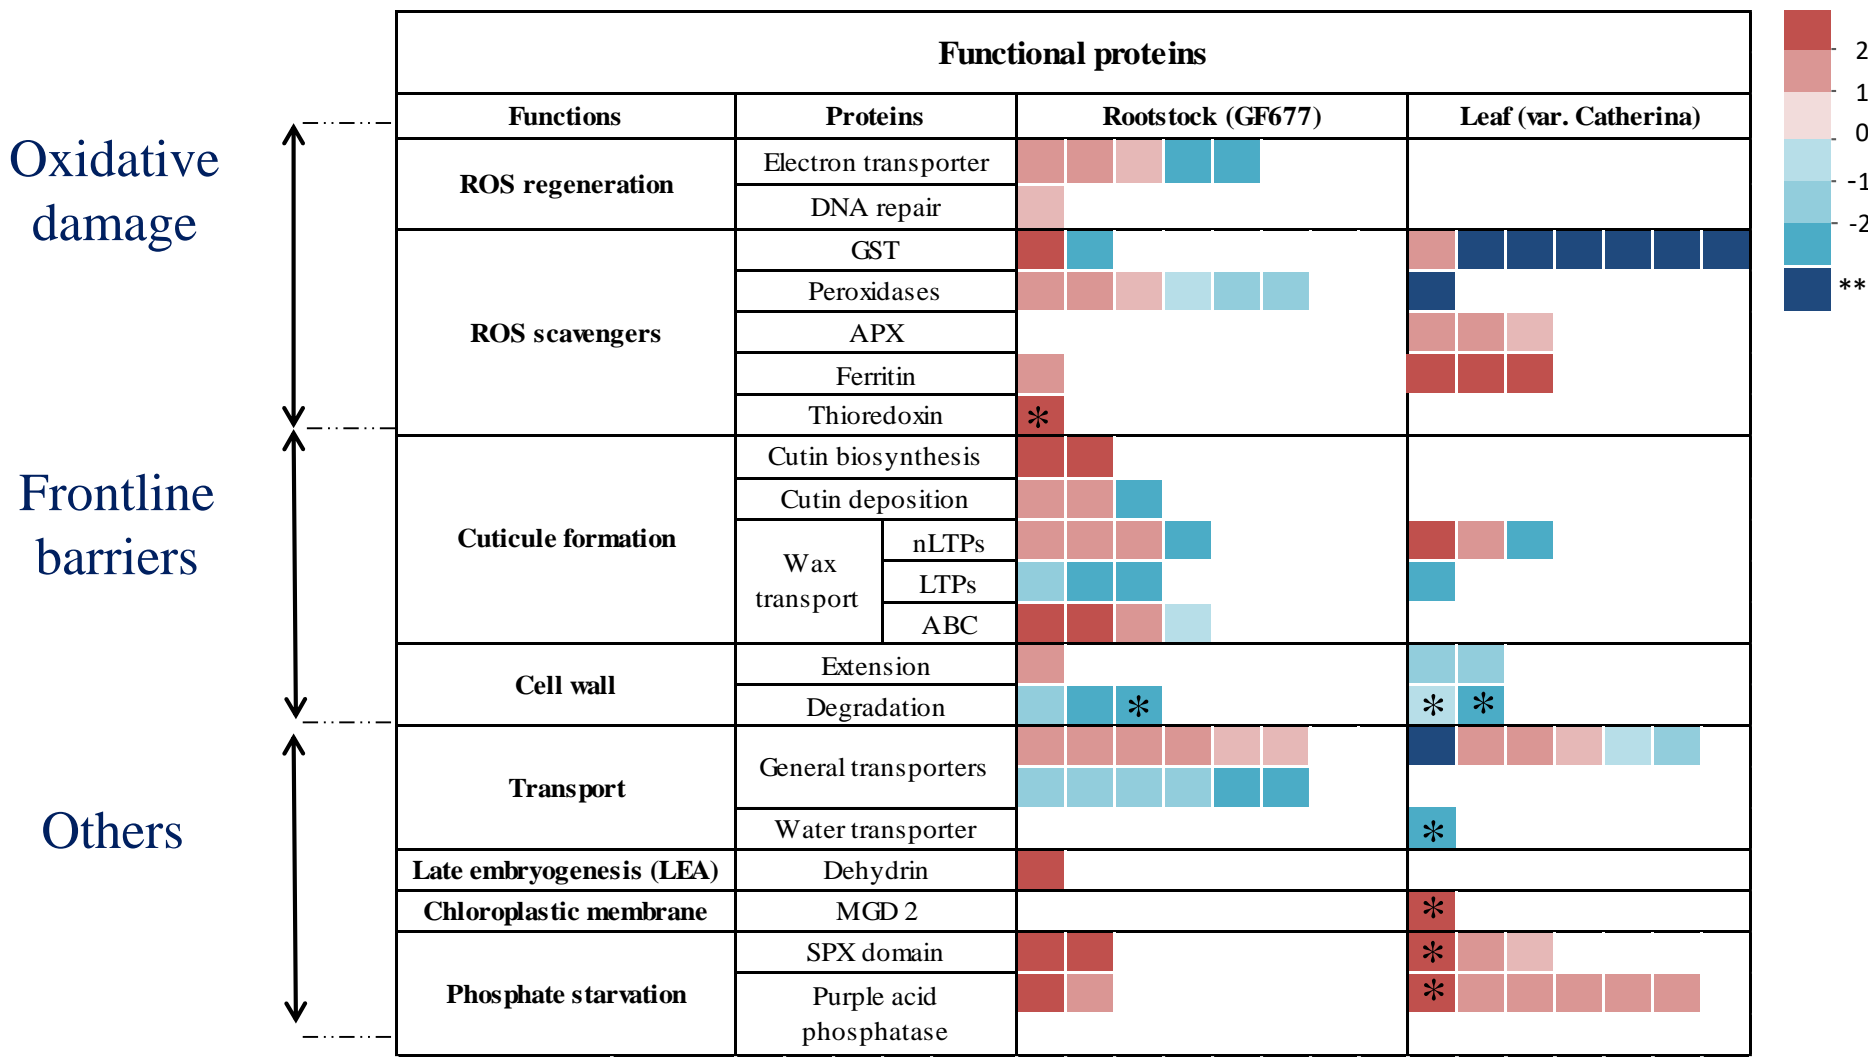 Functional proteins
Functions
Proteins
Rootstock (GF677)
Leaf (var. Catherina)
Oxidative
damage
ROS regeneration
Electron transporter
DNA repair
ROS scavengers
GST
Peroxidases
APX
Ferritin
Thioredoxin
*
Frontline
barriers
Cuticule formation
Cutin biosynthesis
Cutin deposition
Wax
transport
nLTPs
LTPs
ABC
Cell wall
Extension
Degradation
*
*
*
Others
Transport
General transporters
Water transporter
*
Late embryogenesis (LEA)
Dehydrin
Chloroplastic membrane
MGD 2
*
Phosphate starvation
SPX domain
*
Purple acid
phosphatase
*
2
1
0
-1
-2
**